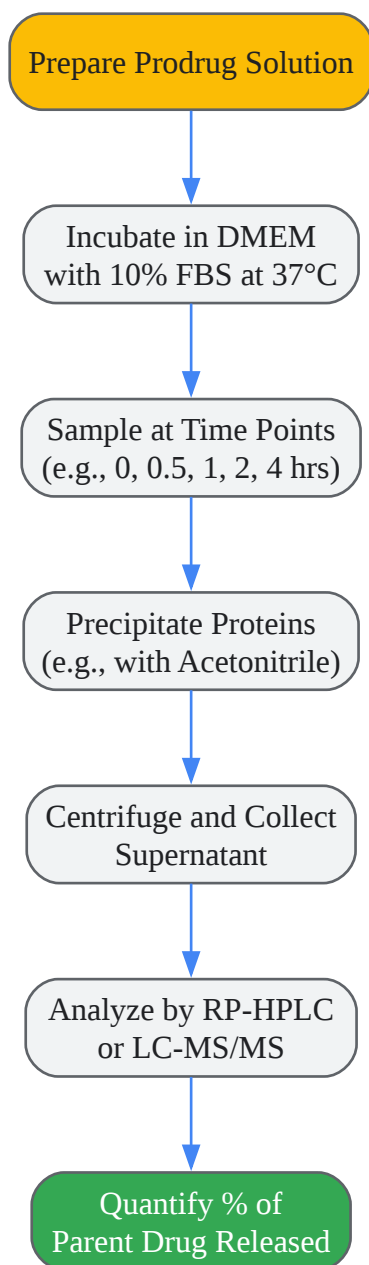 Prepare Prodrug Solution
Incubate in DMEM
with 10% FBS at 37°C
Sample at Time Points
(e.g., 0, 0.5, 1, 2, 4 hrs)
Precipitate Proteins
(e.g., with Acetonitrile)
Centrifuge and Collect
Supernatant
Analyze by RP-HPLC
or LC-MS/MS
Quantify % of
Parent Drug Released